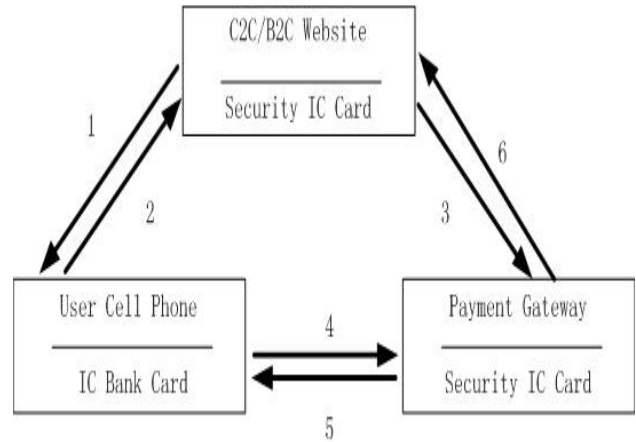 C2C/B2C Website
Security IC Card
1
2
3
6
User Cell Phone
IC Bank Card
4
5
Payment Gateway
Security IC Card